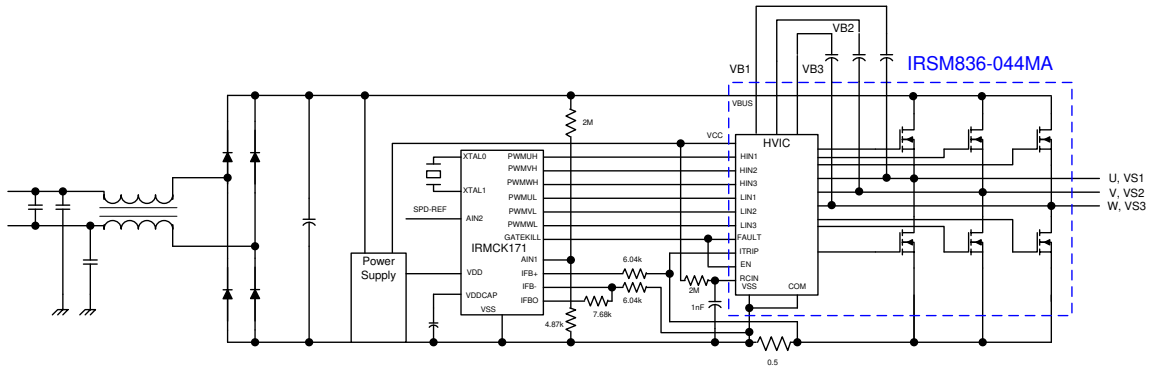 VB2
VB1
VB3
IRSM836-044MA
VBUS
2M
VCC
HVIC
XTAL0
XTAL1
SPD-REF
AIN2
IRMCK171
VDD
VDDCAP
VSS
PWMUH
PWMVH
PWMWH
PWMUL
PWMVL
PWMWL
GATEKILL
AIN1
IFB+
IFB-
IFBO
HIN1
HIN2
HIN3
LIN1
LIN2
LIN3
FAULT
ITRIP
EN
RCIN
VSS
COM
U, VS1
V, VS2
W, VS3
Power
Supply
6.04k
6.04k
7.68k
4.87k
2M
1nF
0.5